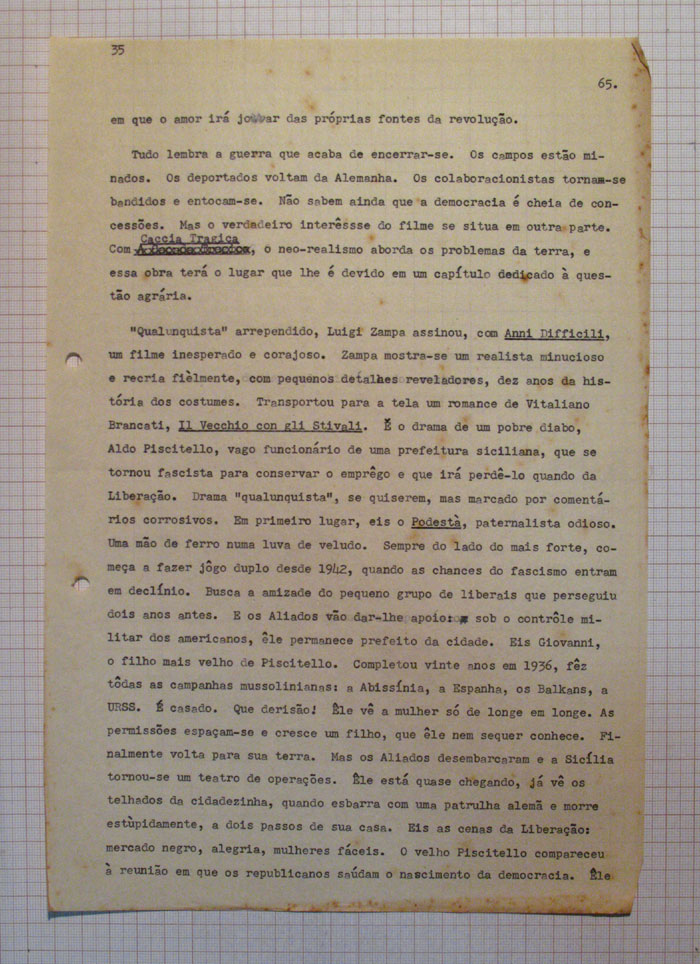 35
65.
em que o amor irá jorrar das próprias fontes da revolução.
Tudo lembra a guerra que acaba de encerrar-se. Os campos estão mi-
nados. Os deportados voltam da Alemanha. Os colaboracionistas tornam-se
bandidos e entocam-se. Não sabem ainda que a democracia é cheia de con-
cessões. Mas o verdadeiro interêssse do filme se situa em outra parte.
Caccia Tragica
Com , o neo-realismo aborda os problemas da terra, e
essa obra terá o lugar que lhe é devido em um capítulo dedicado à ques-
tão agrária.
"Qualunquista" arrependido, Luigi Zampa assinou, com Anni Difficili,
um filme inesperado e corajoso. Zampa mostra-se um realista minucioso
e recria fièlmente, com pequenos detalhes reveladores, dez anos da his-
tória dos costumes. Transportou para a tela um romance de Vitaliano
Brancati, Il Vecchio con gli Stivali. É o drama de um pobre diabo,
Aldo Piscitello, vago funcionário de uma prefeitura siciliana, que se
tornou fascista para conservar o emprêgo e que irá perdê-lo quando da
Liberação. Drama "qualunquista", se quiserem, mas marcado por comentá-
rios corrosivos. Em primeiro lugar, eis o Podestà, paternalista odioso.
Uma mão de ferro numa luva de veludo. Sempre do lado do mais forte, co-
meça a fazer jôgo duplo desde 1942, quando as chances do fascismo entram
em declínio. Busca a amizade do pequeno grupo de liberais que perseguiu
dois anos antes. E os Aliados vão dar-lhe apoio: sob o contrôle mi-
litar dos americanos, êle permanece prefeito da cidade. Eis Giovanni,
o filho mais velho de Piscitello. Completou vinte anos em 1936, fêz
tôdas as campanhas mussolinianas: a Abissínia, a Espanha, os Balkans, a
URSS. É casado. Que derisão! Êle vê a mulher só de longe em longe. As
permissões espaçam-se e cresce um filho, que êle nem sequer conhece. Fi-
nalmente volta para sua terra. Mas os Aliados desembarcaram e a Sicília
tornou-se um teatro de operações. Êle está quase chegando, já vê os
telhados da cidadezinha, quando esbarra com uma patrulha alemã e morre
estùpidamente, a dois passos de sua casa. Eis as cenas da Liberação:
mercado negro, alegria, mulheres fáceis. O velho Piscitello compareceu
à reunião em que os republicanos saúdam o nascimento da democracia. Êle